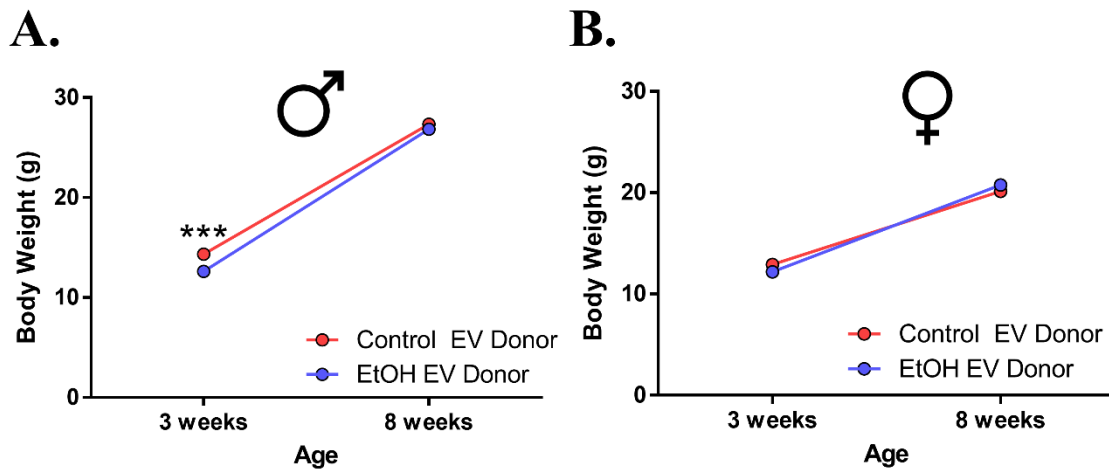 A.
30
20
10
0
Body Weight (g)
***
Control EV Donor
EtOH EV Donor
3 weeks
8 weeks
Age
B.
30
20
10
0
Body Weight (g)
Control EV Donor
EtOH EV Donor
3 weeks
8 weeks
Age